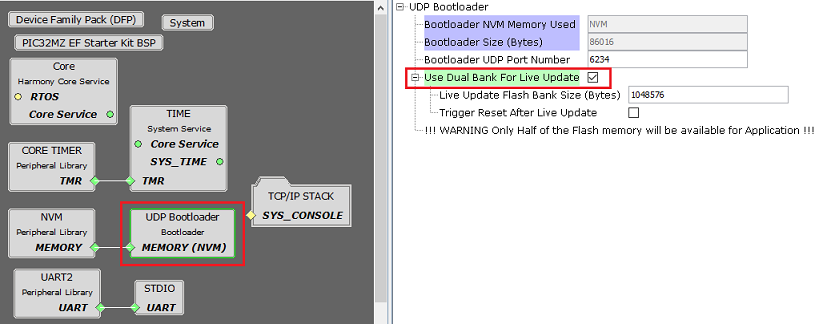 Device Family Pack (DFP)
System
PIC32MZ EF Starter Kit BSP
Core
Harmony Core Service
RTOS
Core Service
TIME
System Service
Core Service
SYS_TIME
TMR
CORE TIMER
Peripheral Library
TMR
TCP/IP STACK
SYS_CONSOLE
NVM
Peripheral Library
MEMORY
UDP Bootloader
Bootloader
MEMORY (NVM)
UART2
Peripheral Library
UART
STDIO
UART
UDP Bootloader
Bootloader NVM Memory Used NVM
Bootloader Size (Bytes) 86016
Bootloader UDP Port Number 6234
Use Dual Bank For Live Update
Live Update Flash Bank Size (Bytes) 1048576
Trigger Reset After Live Update
!!! WARNING Only Half of the Flash memory will be available for Application !!!